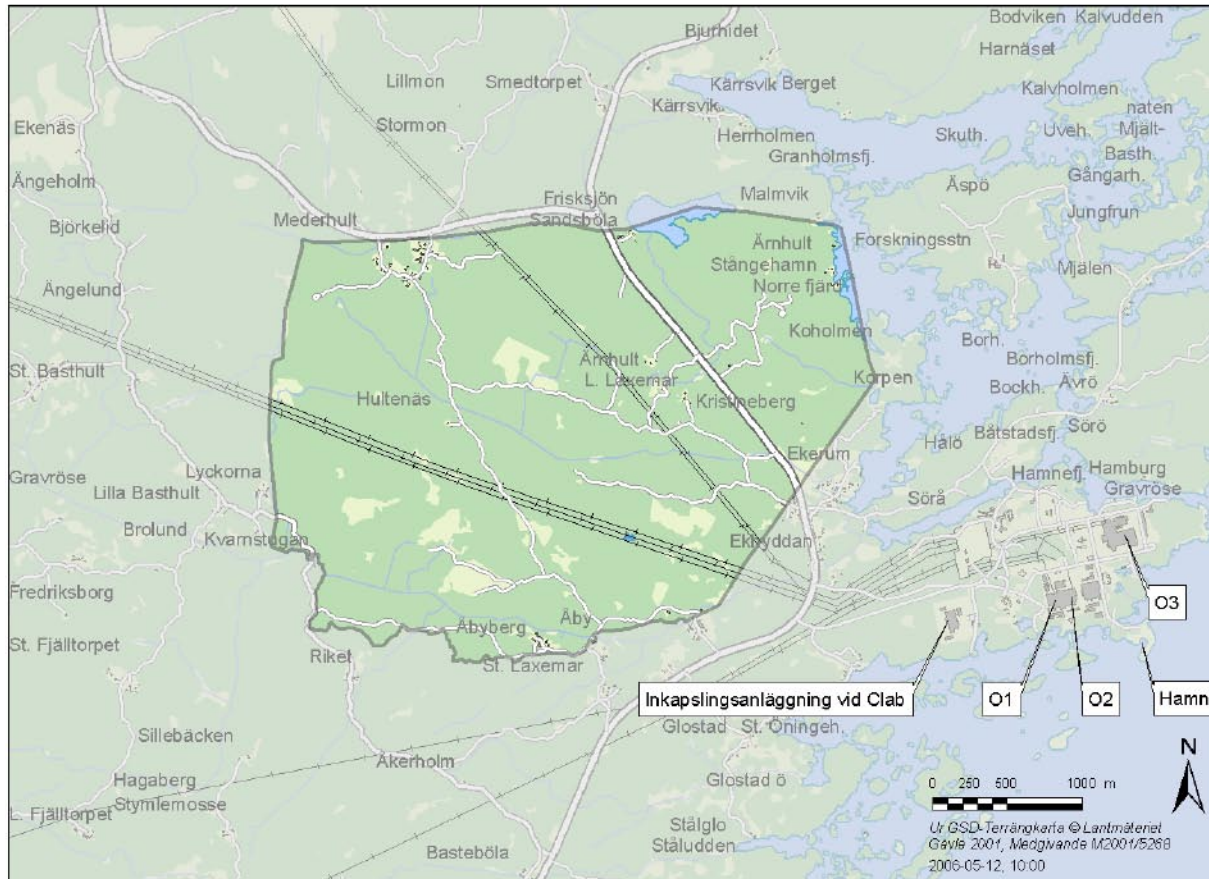 Bodviken Kalvudden
Bjurhidet
Harnäset
Lillmon
Smedtorpet
Kärrsvik Berget
Kalvholmen
Kärrsvik
naten
Ekenäs
Stormon
Herrholmen
Skuth.
Uveh.
Mjält-
Granholmsfj.
Basth.
Gångarh.
Ängeholm
Äspö
Frisksjön
Malmvik
Björkelid
Mederhult
Sandsböla
Jungfrun
Ärnhult
Forskningsstn
Stångehamn
Mjälen
Ängelund
Norrefjärd
Koholmen
Borh.
Borholmsfj.
St. Basthult
Ärnhult
L. Laxemar
Korpen
Bockh.
Ävrö
Hultenäs
Kristineberg
Sörö
Hålö
Båtstadsfj.
Ekerum
Gravröse
Lyckorna
Hamnefj.
Hamburg
Gravröse
Lilla Basthult
Sörå
Brolund
Kvarnstugan
Ekhyddan
Fredriksborg
O3
Åbyberg
Åby
St. Fjälltorpet
Riket
St. Laxemar
Inkapslingsanläggning vid Clab
O1
O2
Hamn
Glostad
St. Öningeh.
Sillebäcken
Åkerholm
N
Hagaberg
Glostad ö
0 250 500 1000 m
L. Fjälltorpet
Stymlemosse
Stålglo
Ståludden
Ur GSD-Terrängkarta © Lantmäteriet
Gävle 2001, Medgivande M2001/5268
Basteböla
2006-05-12, 10:00